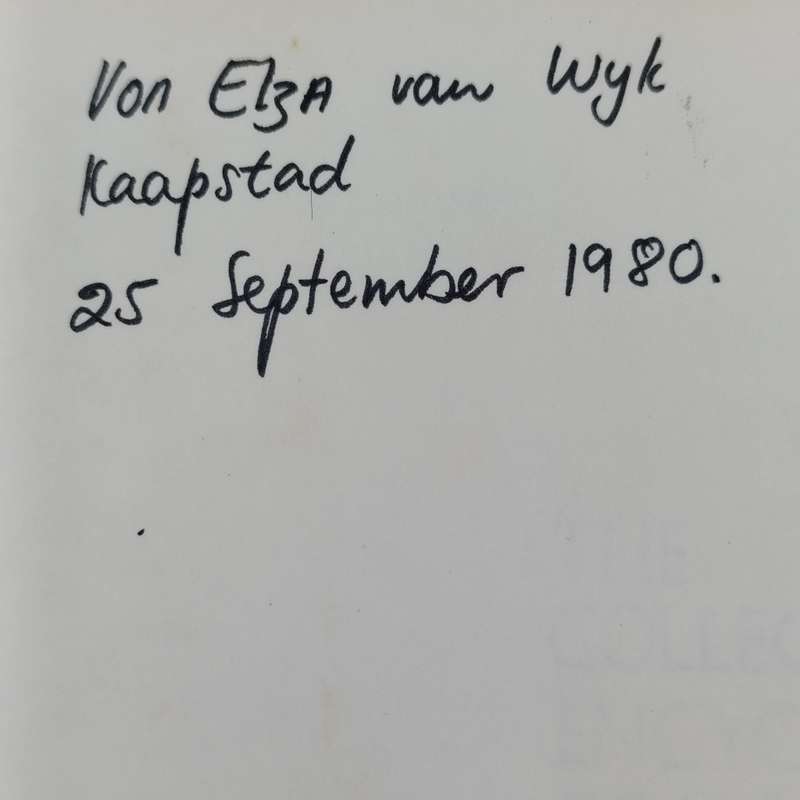 Von Elza van Wyk
Kaapstad
25 September 1980.